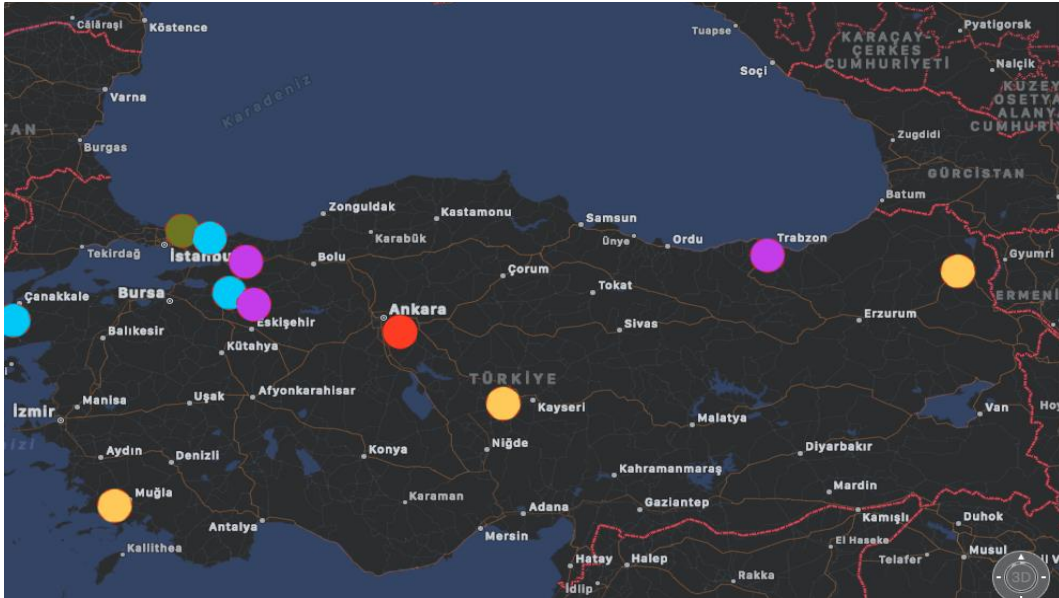 Călărași
Köstence
Tuapse
Pyatigorsk
KARAÇAY-
ÇERKES
CUMHURİYETİ
Soçi
Nalçik
KUZEY
OSETYA
ALANYA
CUMHURİY
Karadeniz
Varna
TAN
Burgas
Zugdidi
GÜRCİSTAN
Batum
Zonguldak
Kastamonu
Samsun
Karabük
Ünye
Ordu
Trabzon
Tekirdağ
İstanbu
Bolu
Gyumri
Çorum
Çanakkale
Bursa
Tokat
ERMENİ
Ankara
Erzurum
Balıkesir
Eskişehir
Sivas
Kütahya
TÜRKİYE
Manisa
Uşak
Afyonkarahisar
Kayseri
İzmir
Malatya
Van
Hoy
nizi
Aydın
Denizli
Konya
Niğde
Diyarbakır
Kahramanmaraş
Muğla
Karaman
Adana
Gaziantep
Mardin
Kamışlı
Antalya
Mersin
Duhok
Kallithea
El Haseke
Hatay
Halep
Telafer
Musul
Rakka
İdlip
3D